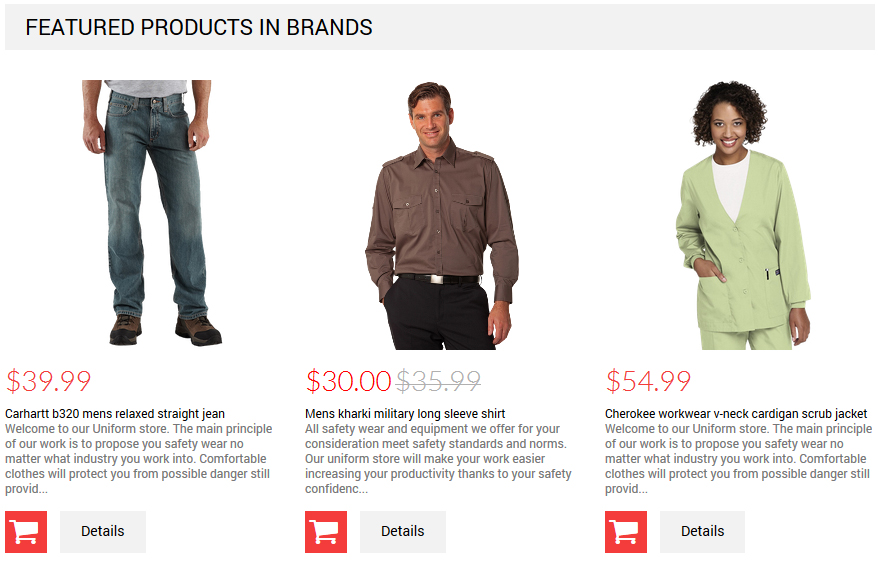 FEATURED PRODUCTS IN BRANDS
$39.99
Carhartt b320 mens relaxed straight jean
Welcome to our Uniform store. The main principle
of our work is to propose you safety wear no
matter what industry you work into. Comfortable
clothes will protect you from possible danger still
provid...
Details
$30.00 $35.99
Mens kharki military long sleeve shirt
All safety wear and equipment we offer for your
consideration meet safety standards and norms.
Our uniform store will make your work easier
increasing your productivity thanks to your safety
confidenc...
Details
$54.99
Cherokee workwear v-neck cardigan scrub jacket
Welcome to our Uniform store. The main principle
of our work is to propose you safety wear no
matter what industry you work into. Comfortable
clothes will protect you from possible danger still
provid...
Details